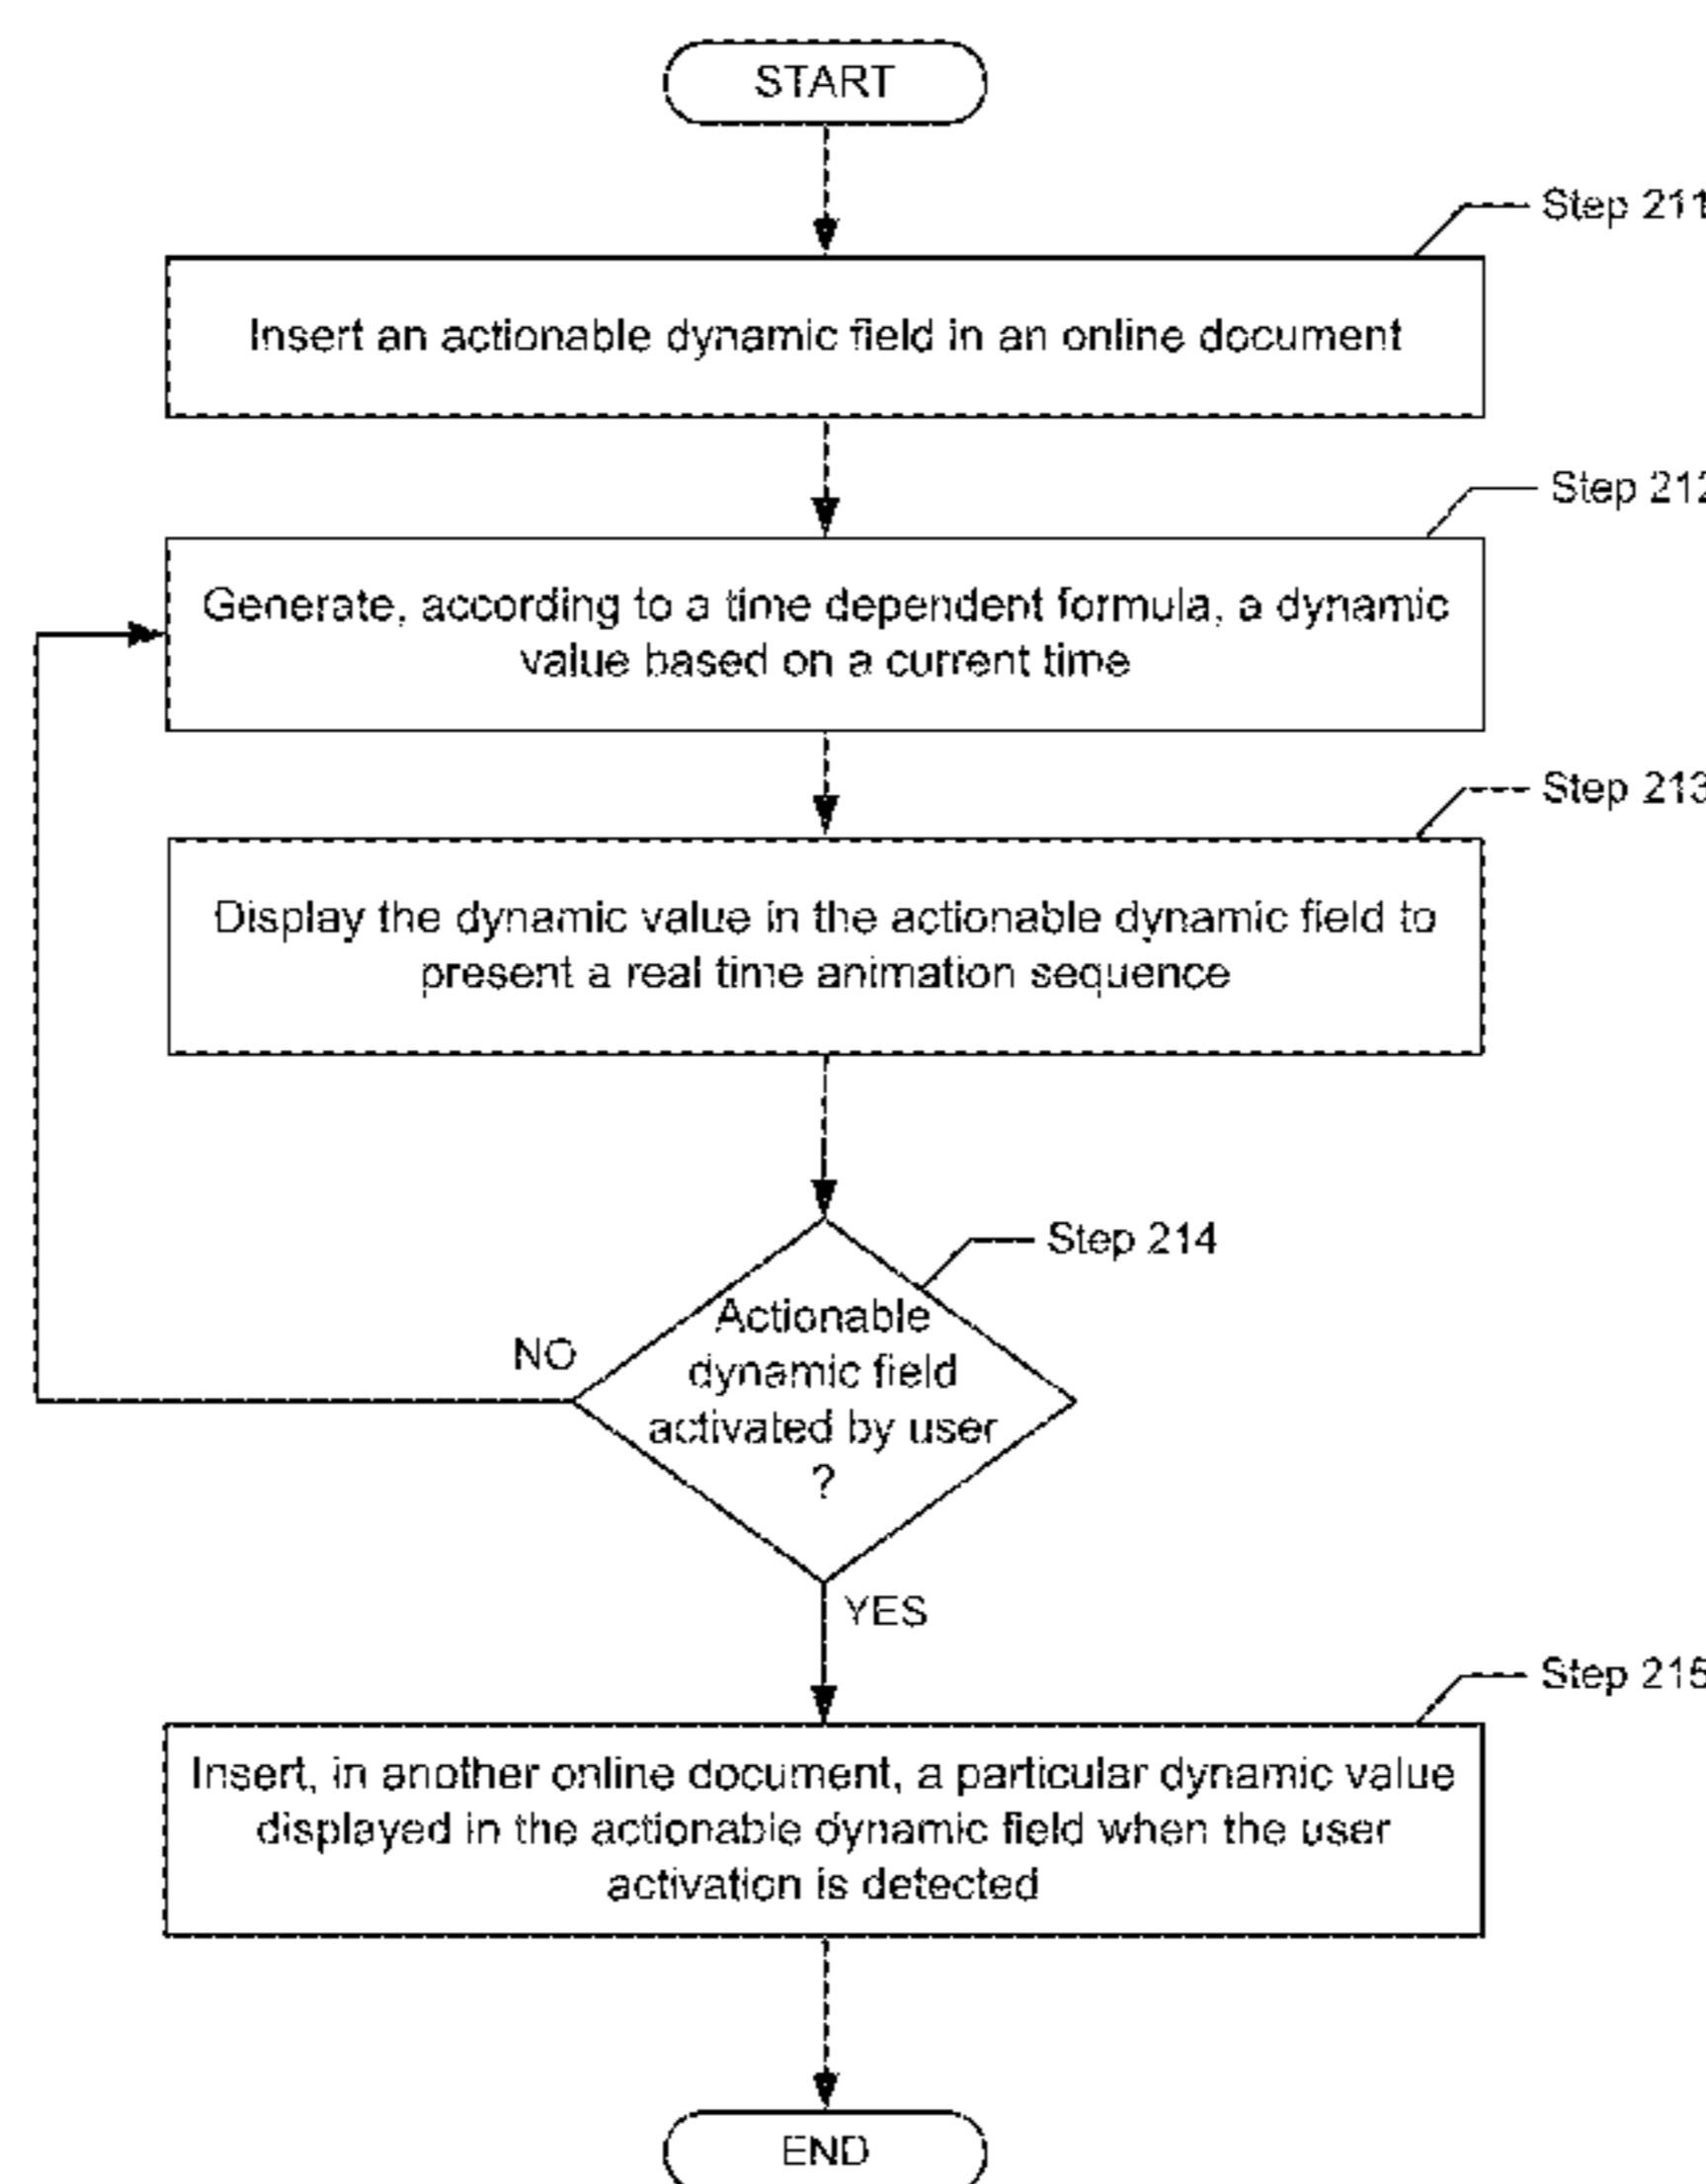 START
Step 211
Insert an actionable dynamic field in an online document
Step 212
Generate, according to a time dependent formula, a dynamic
value based on a current time
Step 213
Display the dynamic value in the actionable dynamic field to
present a real time animation sequence
Step 214
Actionable
dynamic field
activated by user
?
NO
YES
Step 215
Insert, in another online document, a particular dynamic value
displayed in the actionable dynamic field when the user
activation is detected
END